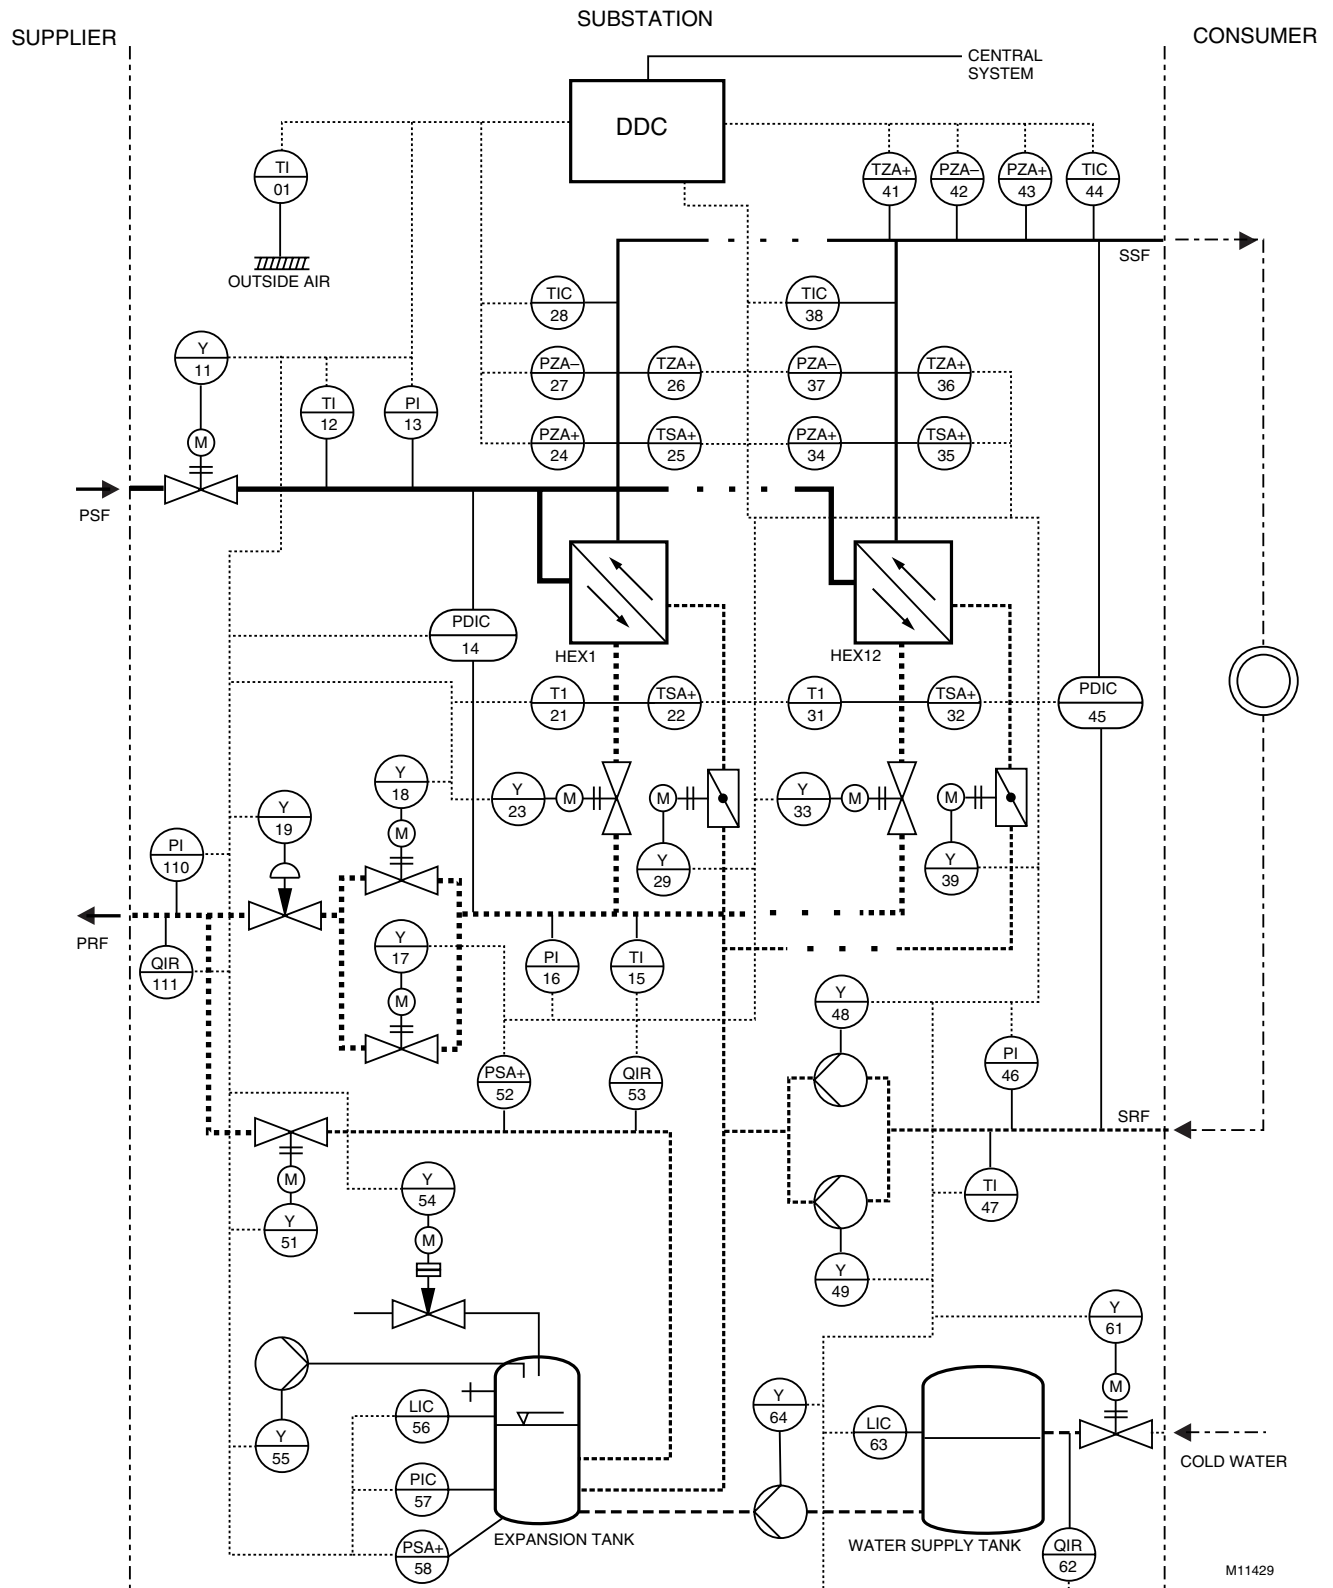 SUBSTATION
SUPPLIER
CONSUMER
CENTRAL
SYSTEM
DDC
TI
01
OUTSIDE AIR
TZA+
41
PZA–
42
PZA+
43
TIC
44
SSF
TIC
28
TIC
38
Y
11
PZA–
27
TZA+
26
PZA–
37
TZA+
36
TI
12
PI
13
PZA+
24
TSA+
25
PZA+
34
TSA+
35
M
PSF
PDIC
14
HEX1
HEX12
T1
21
TSA+
22
T1
31
TSA+
32
PDIC
45
Y
18
Y
23
M
M
Y
33
M
M
Y
19
M
PI
110
Y
29
Y
39
PRF
QIR
111
Y
17
PI
16
TI
15
M
Y
48
PI
46
PSA+
52
QIR
53
SRF
M
Y
54
TI
47
Y
51
M
Y
49
Y
61
M
Y
64
LIC
56
LIC
63
Y
55
COLD WATER
PIC
57
EXPANSION TANK
WATER SUPPLY TANK
PSA+
58
QIR
62
M11429